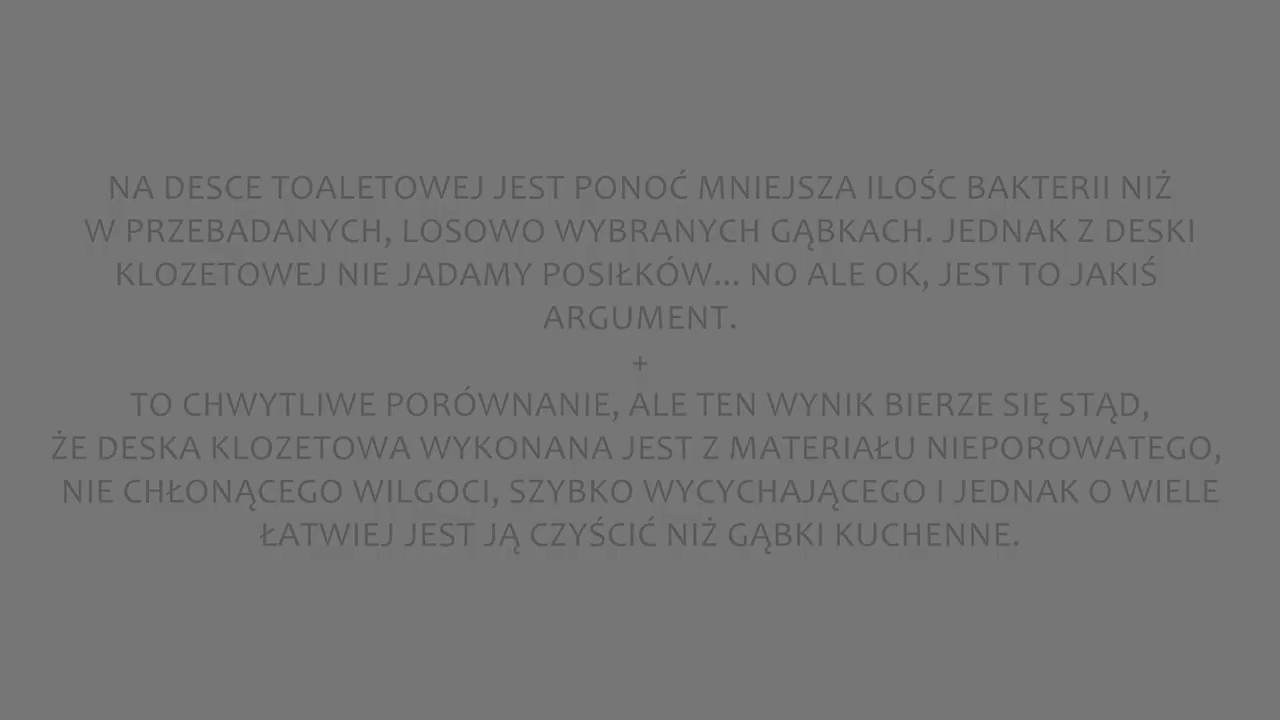 NA DESCE TOALETOWEJ JEST PONOĆ MNIEJSZA ILOŚC BAKTERII NIŻ
W PRZEBADANYCH, LOSOWO WYBRANYCH GĄBKACH. JEDNAK Z DESKI
KLOZETOWEJ NIE JADAMY POSIŁKÓW... NO ALE OK, JEST TO JAKIŚ
ARGUMENT.
+
TO CHWYTLIWE PORÓWNANIE, ALE TEN WYNIK BIERZE SIĘ STĄD,
ŻE DESKA KLOZETOWA WYKONANA JEST Z MATERIAŁU NIEPOROWATEGO,
NIE CHŁONĄCEGO WILGOCI, SZYBKO WYCYCHAJĄCEGO I JEDNAK O WIELE
ŁATWIEJ JEST JĄ CZYŚCIĆ NIŻ GĄBKI KUCHENNE.